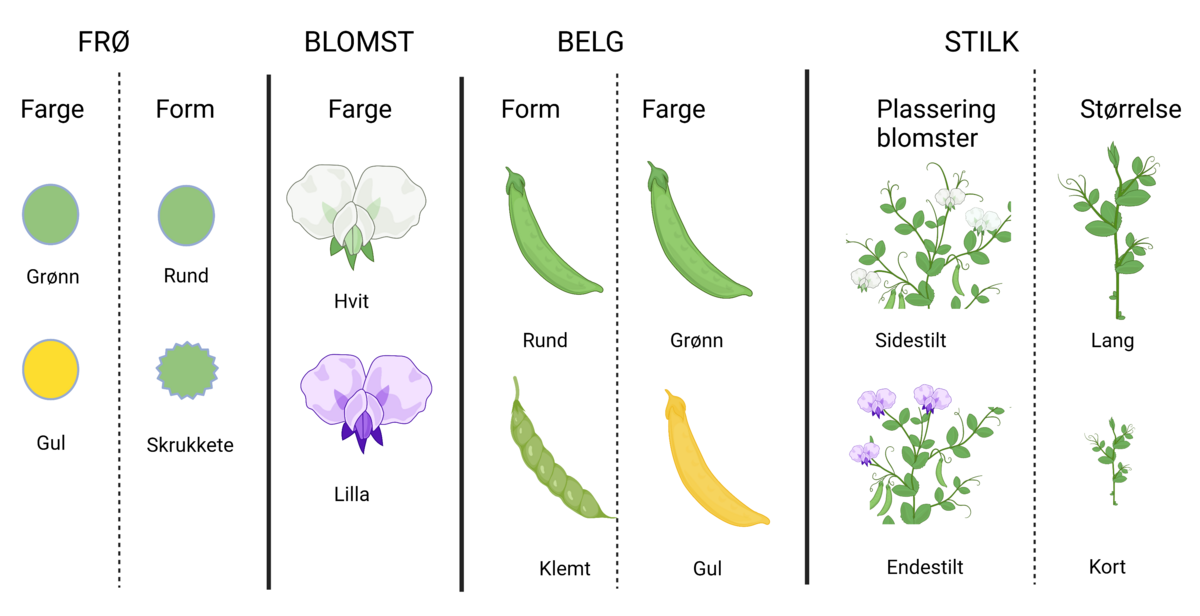 FRØ
BLOMST
BELG
STILK
Farge
Form
Farge
Form
Farge
Plassering
blomster
Størrelse
Grønn
Rund
Hvit
Rund
Grønn
Sidestilt
Lang
Gul
Skrukkete
Lilla
Klemt
Gul
Endestilt
Kort